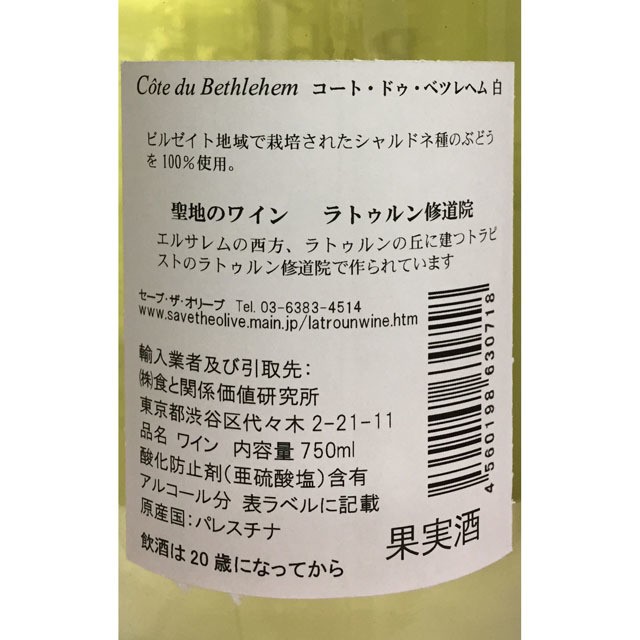 Côte du Bethlehem コート・ドゥ・ベツレヘム 白
ビルゼイト地域で栽培されたシャルドネ種のぶどう
を100%使用。
聖地のワイン ラトゥルン修道院
エルサレムの西方、ラトゥルンの丘に建つトラピ
ストのラトゥルン修道院で作られています
セーブ・ザ・オリーブ Tel. 03-6383-4514
www.savetheolive.main.jp/latrounwine.htm
輸入業者及び引取先：
㈱食と関係価値研究所
東京都渋谷区代々木 2-21-11
品名 ワイン 内容量 750ml
酸化防止剤(亜硫酸塩)含有
アルコール分 表ラベルに記載
原産国：パレスチナ
飲酒は20歳になってから
果実酒
4560198630718